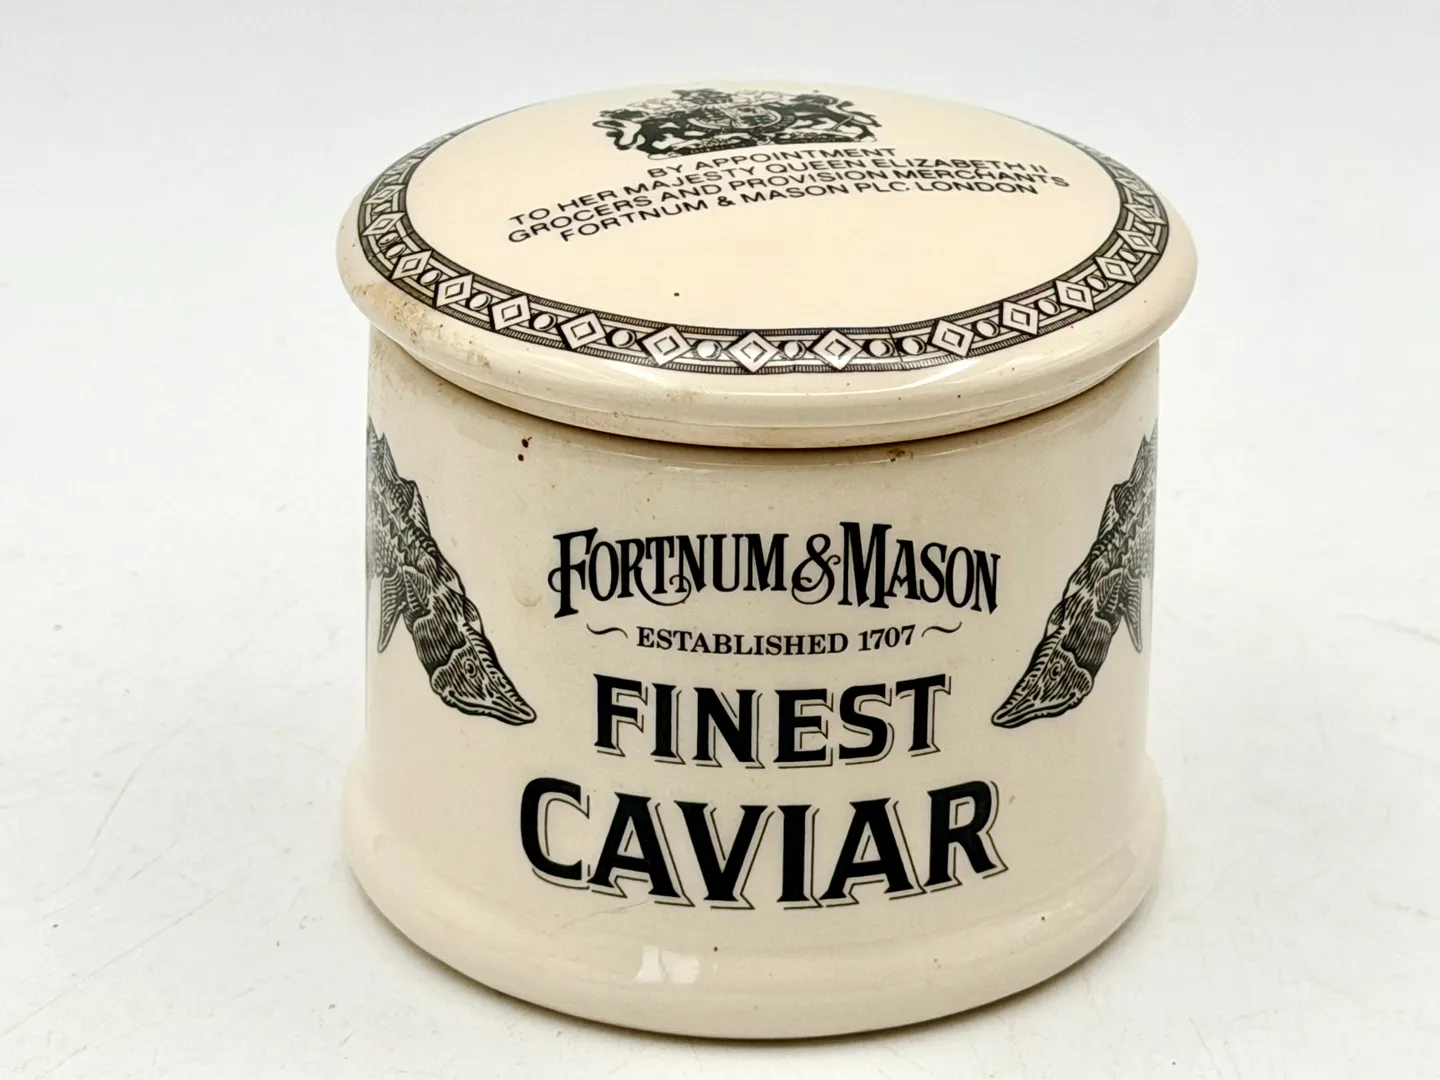 BY APPOINTMENT
TO HER MAJESTY QUEEN ELIZABETH II
GROCERS AND PROVISION MERCHANTS
FORTNUM & MASON PLC LONDON
FORTNUM & MASON
ESTABLISHED 1707
FINEST
CAVIAR